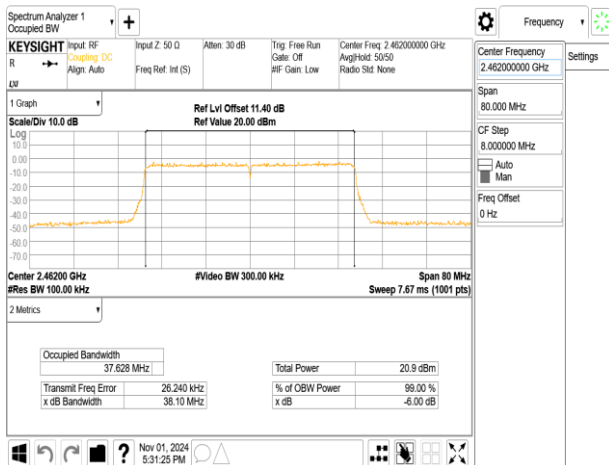 Spectrum Analyzer 1
Occupied BW
+
Frequency
KEYSIGHT
R
LXI
Input: RF
Coupling: DC
Align: Auto
Input Z: 50 Ω
Freq Ref: Int (S)
Atten: 30 dB
Trig: Free Run
Gate: Off
#IF Gain: Low
Center Freq: 2.462000000 GHz
Avg|Hold: 50/50
Radio Std: None
Center Frequency
2.462000000 GHz
Settings
Span
80.000 MHz
CF Step
8.000000 MHz
Auto
Man
Freq Offset
0 Hz
1 Graph
Scale/Div 10.0 dB
Ref Lvl Offset 11.40 dB
Ref Value 20.00 dBm
Log
10.0
0.00
-10.0
-20.0
-30.0
-40.0
-50.0
-60.0
-70.0
Center 2.46200 GHz
#Video BW 300.00 kHz
Span 80 MHz
#Res BW 100.00 kHz
Sweep 7.67 ms (1001 pts)
2 Metrics
Occupied Bandwidth
37.628 MHz
Total Power 20.9 dBm
Transmit Freq Error 26.240 kHz
% of OBW Power 99.00 %
x dB Bandwidth 38.10 MHz
x dB -6.00 dB
?
Nov 01, 2024
5:31:25 PM